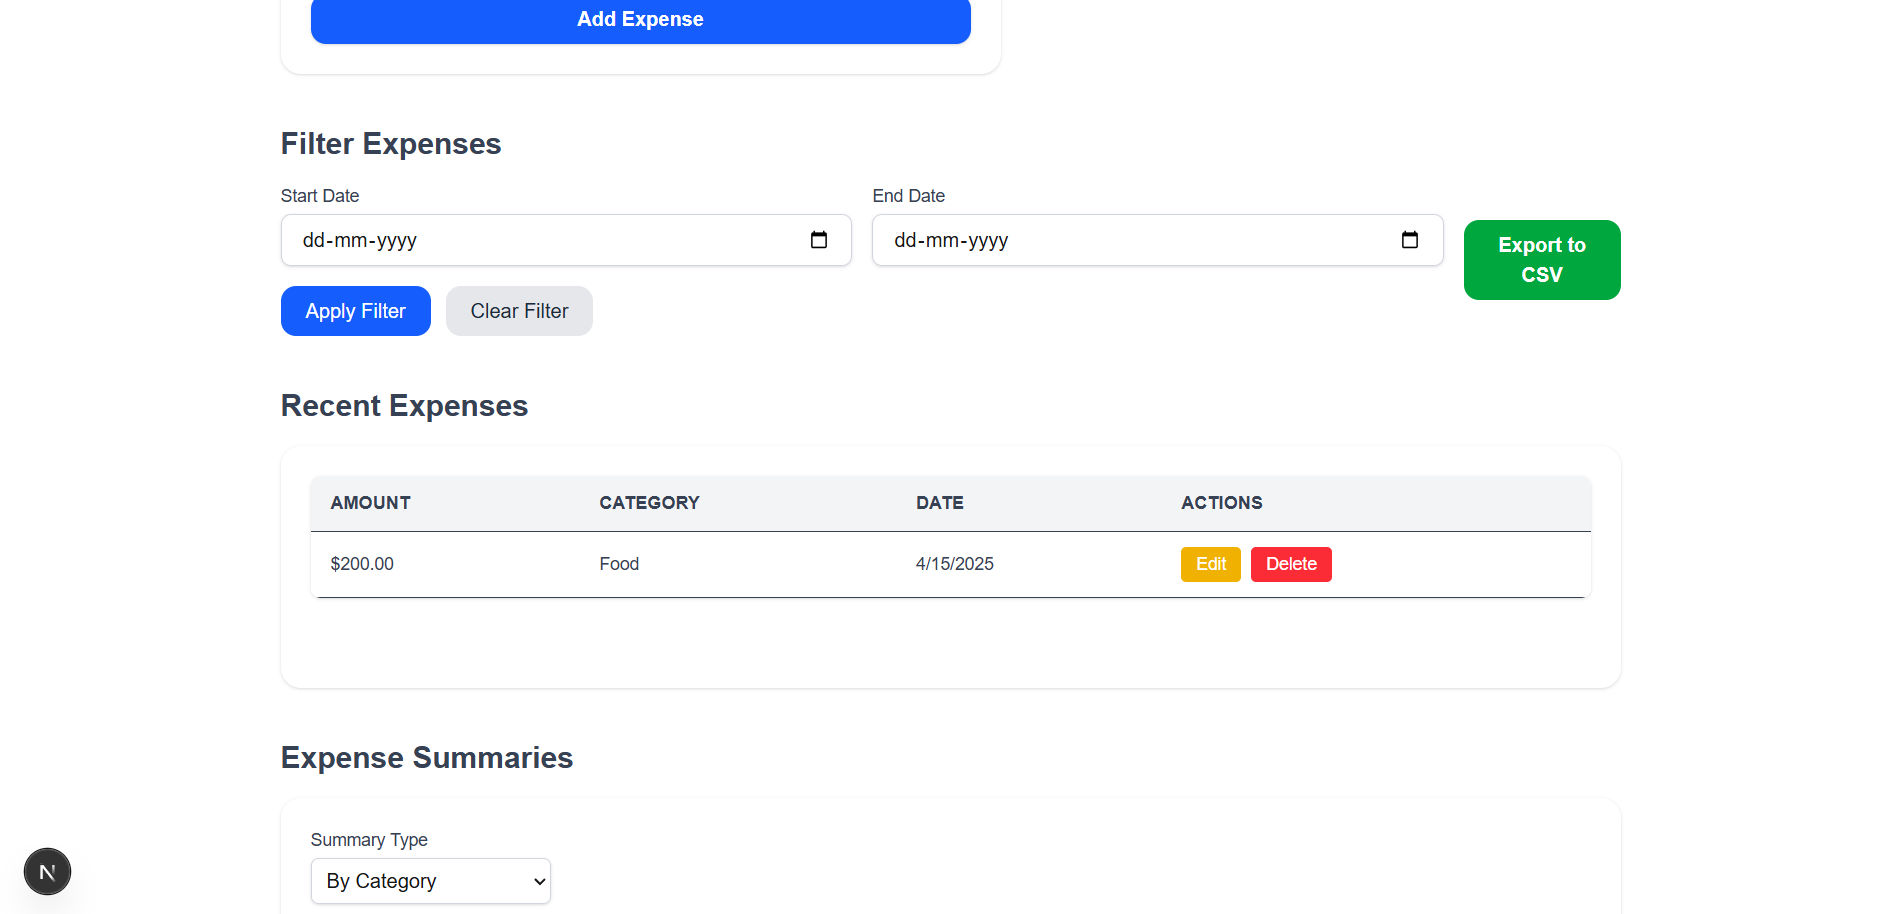 Add Expense
Filter Expenses
Start Date
End Date
dd-mm-yyyy
dd-mm-yyyy
Export to
CSV
Apply Filter
Clear Filter
Recent Expenses
AMOUNT CATEGORY DATE ACTIONS
$200.00 Food 4/15/2025 Edit Delete
Expense Summaries
Summary Type
By Category
N